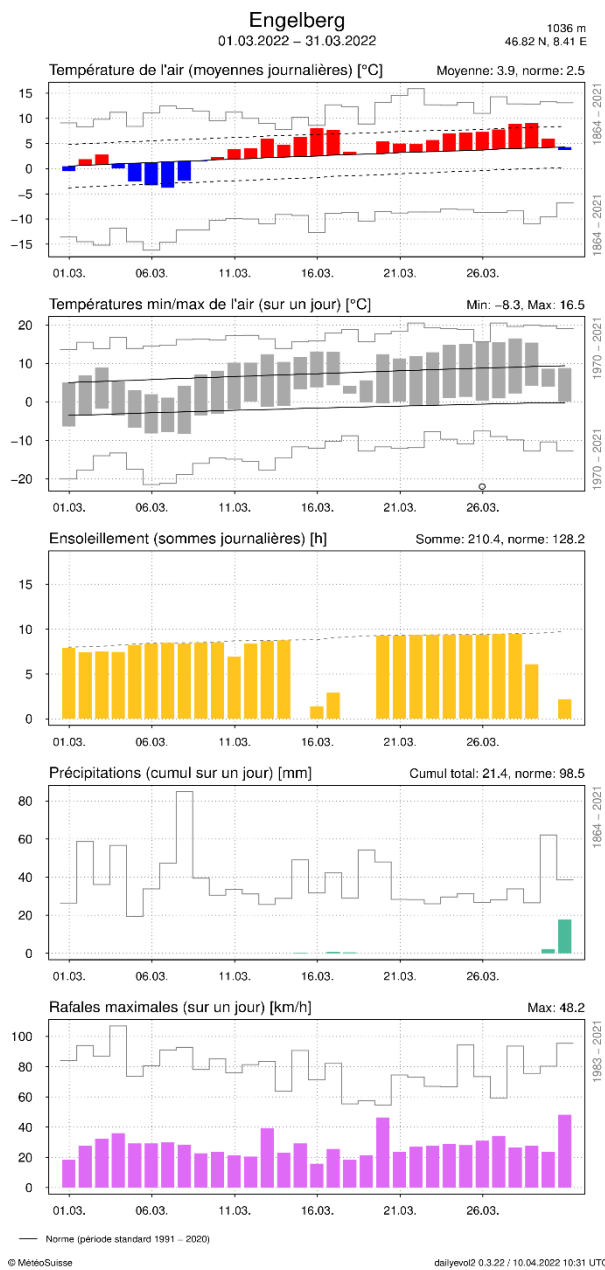 Engelberg
01.03.2022 – 31.03.2022
1036 m
46.82 N, 8.41 E
Température de l'air (moyennes journalières) [°C]
Moyenne: 3.9, norme: 2.5
15
10
5
0
−5
−10
−15
1864 – 2021
1864 – 2021
01.03. 06.03. 11.03. 16.03. 21.03. 26.03.
Températures min/max de l'air (sur un jour) [°C]
Min: −8.3, Max: 16.5
20
10
0
−10
−20
1970 – 2021
1970 – 2021
01.03. 06.03. 11.03. 16.03. 21.03. 26.03.
Ensoleillement (sommes journalières) [h]
Somme: 210.4, norme: 128.2
15
10
5
0
01.03. 06.03. 11.03. 16.03. 21.03. 26.03.
Précipitations (cumul sur un jour) [mm]
Cumul total: 21.4, norme: 98.5
80
60
40
20
0
1864 – 2021
01.03. 06.03. 11.03. 16.03. 21.03. 26.03.
Rafales maximales (sur un jour) [km/h]
Max: 48.2
100
80
60
40
20
0
1983 – 2021
01.03. 06.03. 11.03. 16.03. 21.03. 26.03.
Norme (période standard 1991 – 2020)
© MétéoSuisse
dailyevol2 0.3.22 / 10.04.2022 10:31 UTC